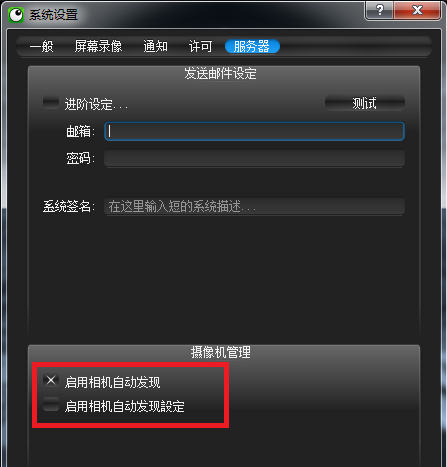 系统设置
一般 屏幕录像 通知 许可 服务器
发送邮件设定
进阶设定... 测试
邮箱:
密码:
系统签名: 在这里输入短的系统描述...
摄像机管理
启用相机自动发现
启用相机自动发现設定